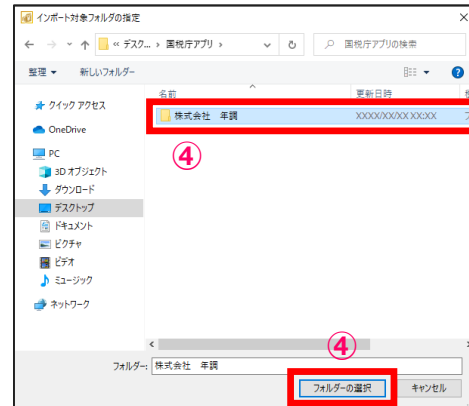 インポート対象フォルダの指定
« デスク... › 国税庁アプリ ›
国税庁アプリの検索
整理
新しいフォルダー
名前
更新日時
株式会社　年調
XXXX/XX/XX XX:XX
④
クイック アクセス
OneDrive
PC
3D オブジェクト
ダウンロード
デスクトップ
ドキュメント
ピクチャ
ビデオ
ミュージック
ネットワーク
④
フォルダー:
株式会社　年調
フォルダーの選択
キャンセル